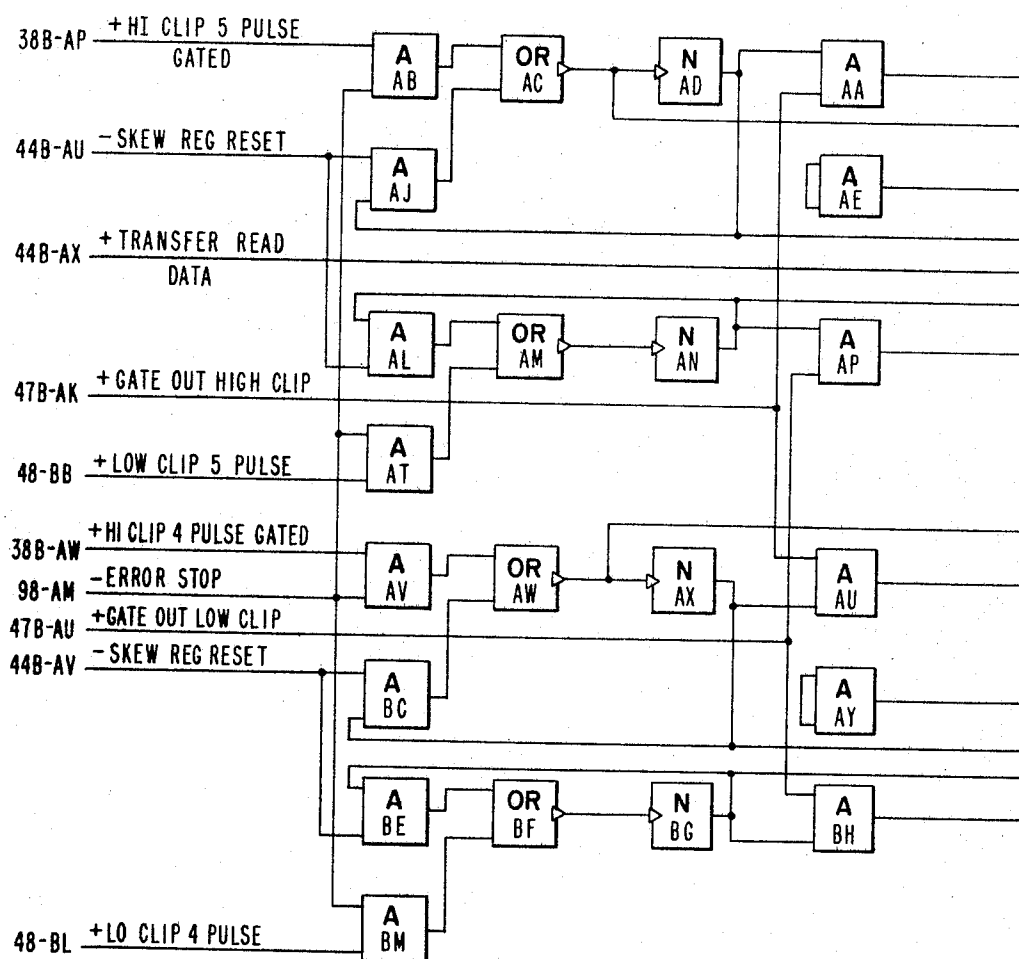 38B-AP +HI CLIP 5 PULSE
GATED
A
AB
OR
AC
N
AD
A
AA
44B-AU -SKEW REG RESET
A
AJ
A
AE
44B-AX +TRANSFER READ
DATA
A
AL
OR
AM
N
AN
A
AP
47B-AK +GATE OUT HIGH CLIP
A
AT
48-BB +LOW CLIP 5 PULSE
38B-AW +HI CLIP 4 PULSE GATED
A
AV
OR
AW
N
AX
A
AU
98-AM -ERROR STOP
47B-AU +GATE OUT LOW CLIP
44B-AV -SKEW REG RESET
A
BC
A
AY
A
BE
OR
BF
N
BG
A
BH
A
BM
48-BL +LO CLIP 4 PULSE